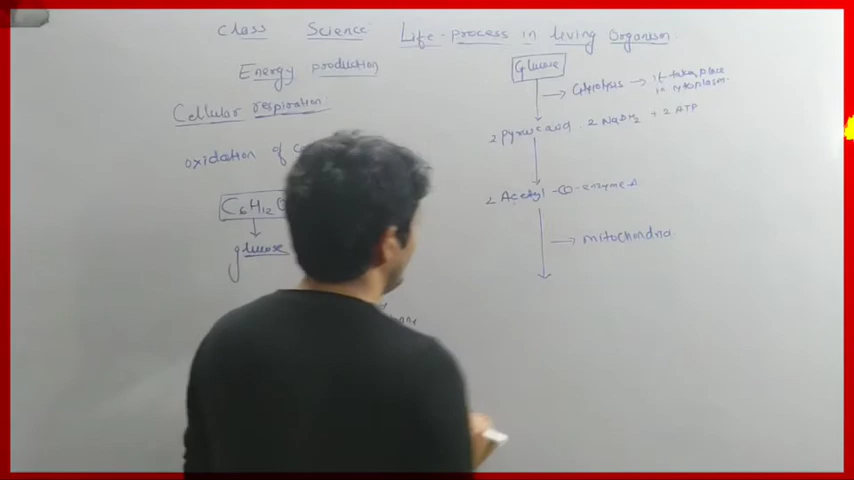 Class Science Life-process in living Organism
Energy production
Cellular respiration
oxidation of
C6H12O
glucose
Glucose
Glycolysis → it takes place
in cytoplasm.
2 pyruvic acid . 2 NaDH2 + 2 ATP
2 Acetyl -CO-enzyme-A
mitochondria